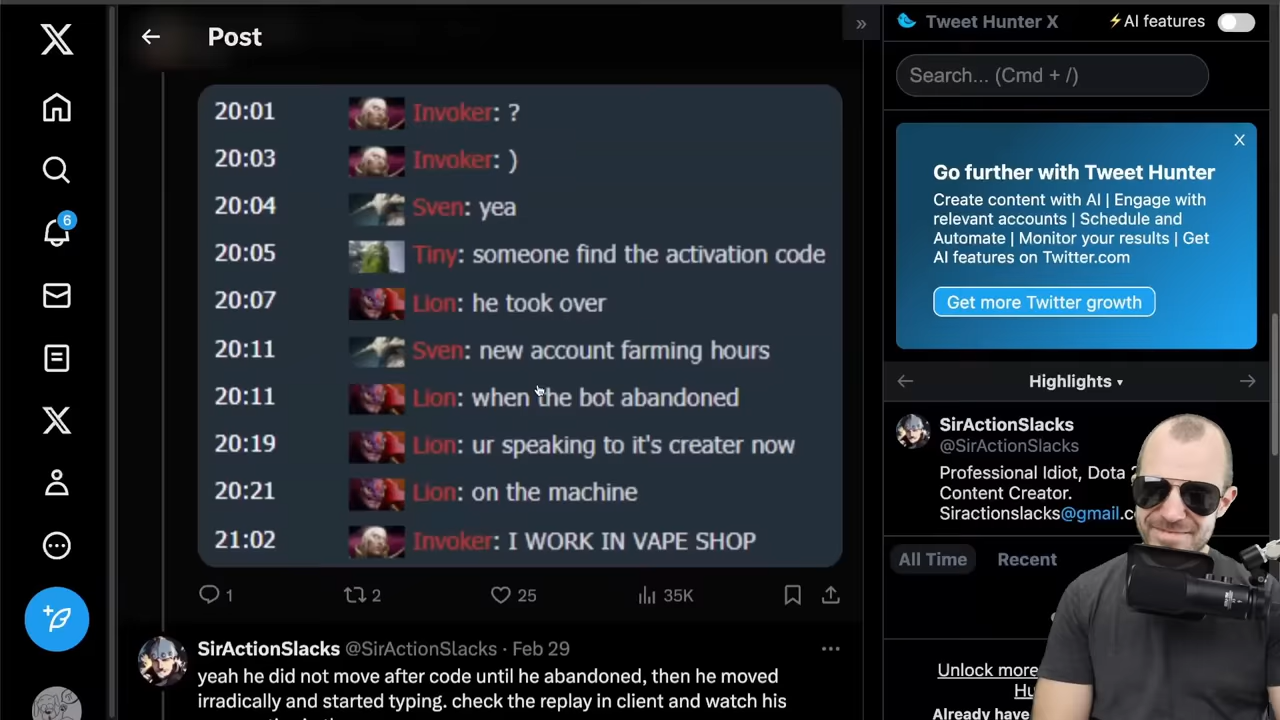 Post
20:01 Invoker: ?
20:03 Invoker: )
20:04 Sven: yea
20:05 Tiny: someone find the activation code
20:07 Lion: he took over
20:11 Sven: new account farming hours
20:11 Lion: when the bot abandoned
20:19 Lion: ur speaking to it's creater now
20:21 Lion: on the machine
21:02 Invoker: I WORK IN VAPE SHOP
1 2 25 35K
SirActionSlacks @SirActionSlacks · Feb 29
yeah he did not move after code until he abandoned, then he moved
irradically and started typing. check the replay in client and watch his
6
»
Tweet Hunter X ⚡AI features
Search... (Cmd + /)
X
Go further with Tweet Hunter
Create content with AI | Engage with
relevant accounts | Schedule and
Automate | Monitor your results | Get
AI features on Twitter.com
Get more Twitter growth
Highlights
SirActionSlacks
@SirActionSlacks
Professional Idiot, Dota
Content Creator.
Siractionslacks@gmail.c
All Time Recent
Unlock more
Already have